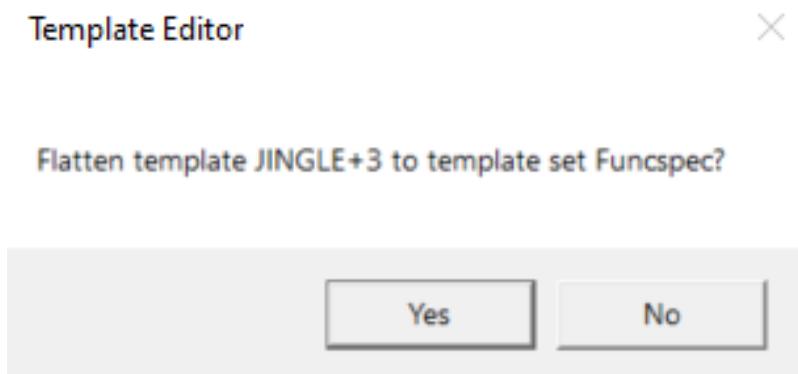 Template Editor
Flatten template JINGLE+3 to template set Funcspec?
Yes
No